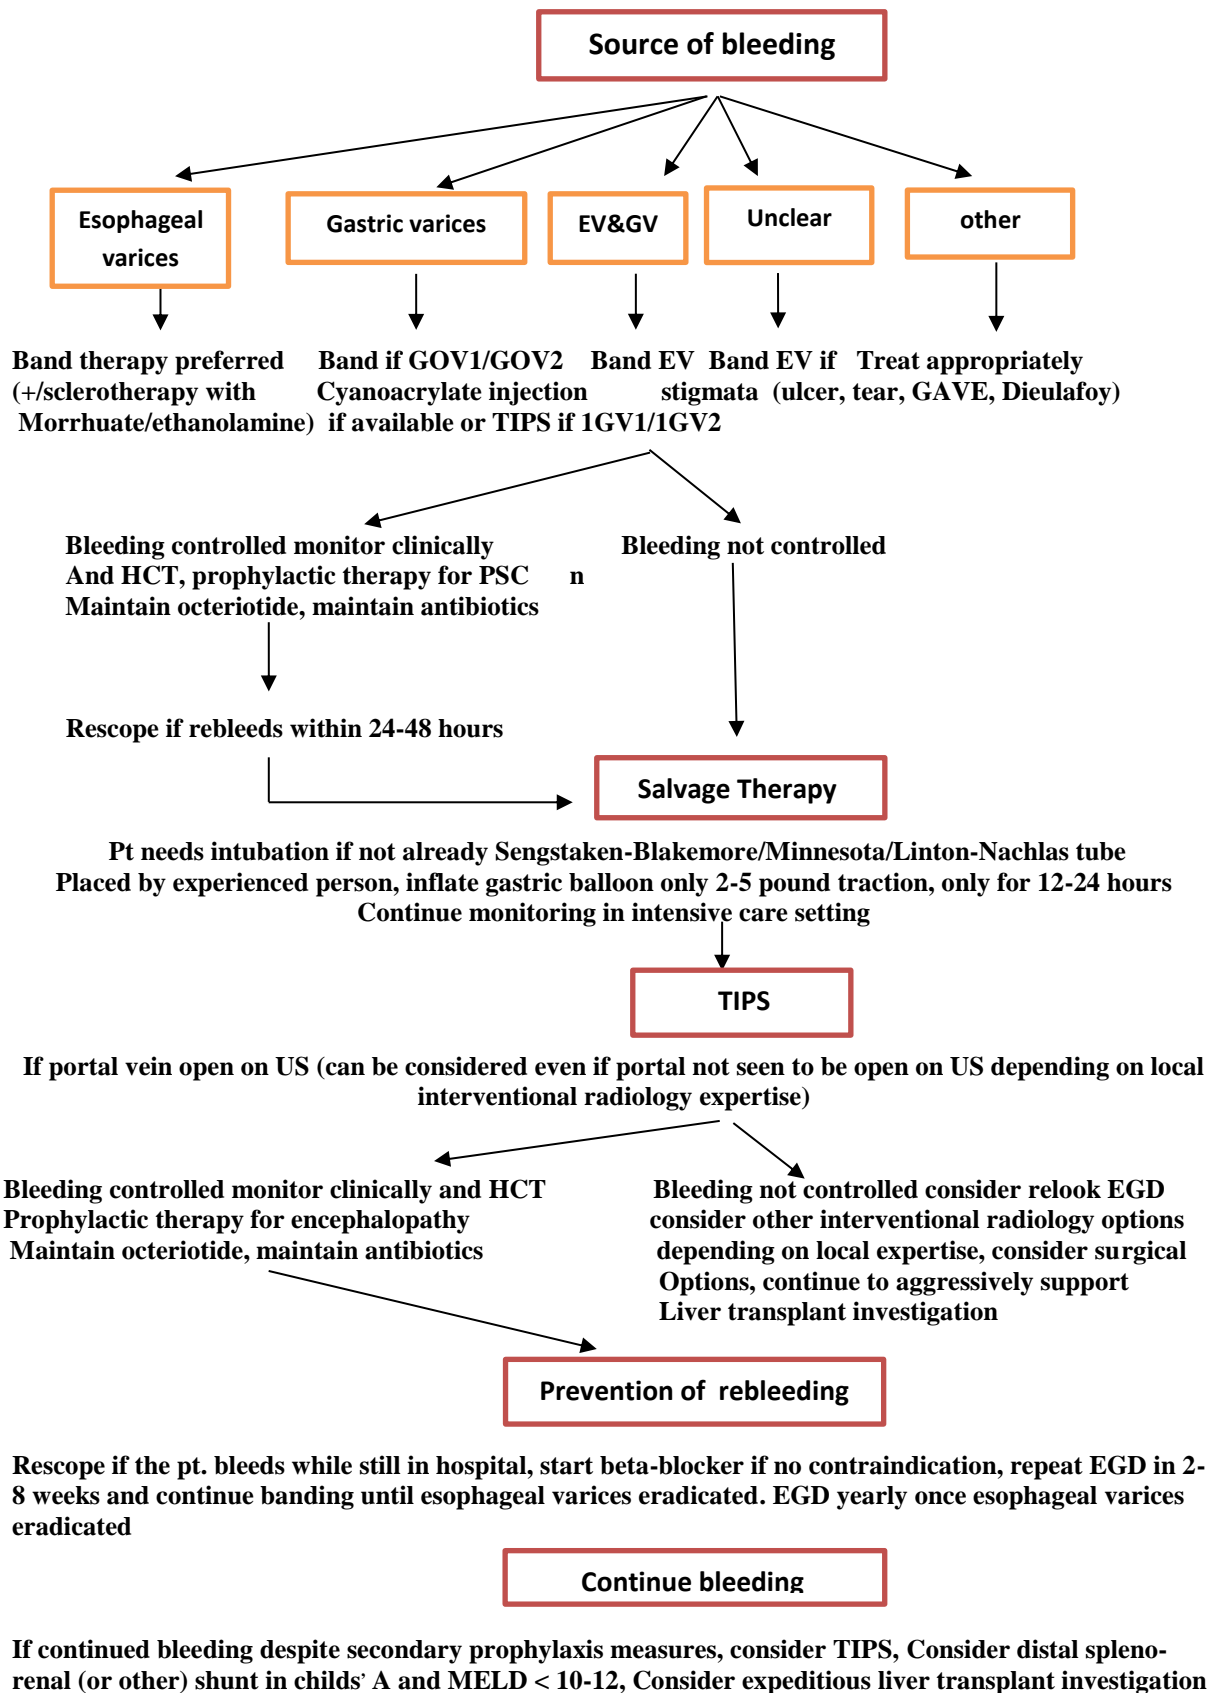 Source of bleeding
Esophageal
varices
Gastric varices
EV&GV
Unclear
other
Band therapy preferred
(+/sclerotherapy with
Morrhuate/ethanolamine)
Band if GOV1/GOV2
Cyanoacrylate injection
if available or TIPS if 1GV1/1GV2
Band EV
Band EV if
stigmata
Treat appropriately
(ulcer, tear, GAVE, Dieulafoy)
Bleeding controlled monitor clinically
And HCT, prophylactic therapy for PSC n
Maintain octeriotide, maintain antibiotics
Bleeding not controlled
Rescope if rebleeds within 24-48 hours
Salvage Therapy
Pt needs intubation if not already Sengstaken-Blakemore/Minnesota/Linton-Nachlas tube
Placed by experienced person, inflate gastric balloon only 2-5 pound traction, only for 12-24 hours
Continue monitoring in intensive care setting
TIPS
If portal vein open on US (can be considered even if portal not seen to be open on US depending on local
interventional radiology expertise)
Bleeding controlled monitor clinically and HCT
Prophylactic therapy for encephalopathy
Maintain octeriotide, maintain antibiotics
Bleeding not controlled consider relook EGD
consider other interventional radiology options
depending on local expertise, consider surgical
Options, continue to aggressively support
Liver transplant investigation
Prevention of rebleeding
Rescope if the pt. bleeds while still in hospital, start beta-blocker if no contraindication, repeat EGD in 2-
8 weeks and continue banding until esophageal varices eradicated. EGD yearly once esophageal varices
eradicated
Continue bleeding
If continued bleeding despite secondary prophylaxis measures, consider TIPS, Consider distal spleno-
renal (or other) shunt in childs' A and MELD < 10-12, Consider expeditious liver transplant investigation